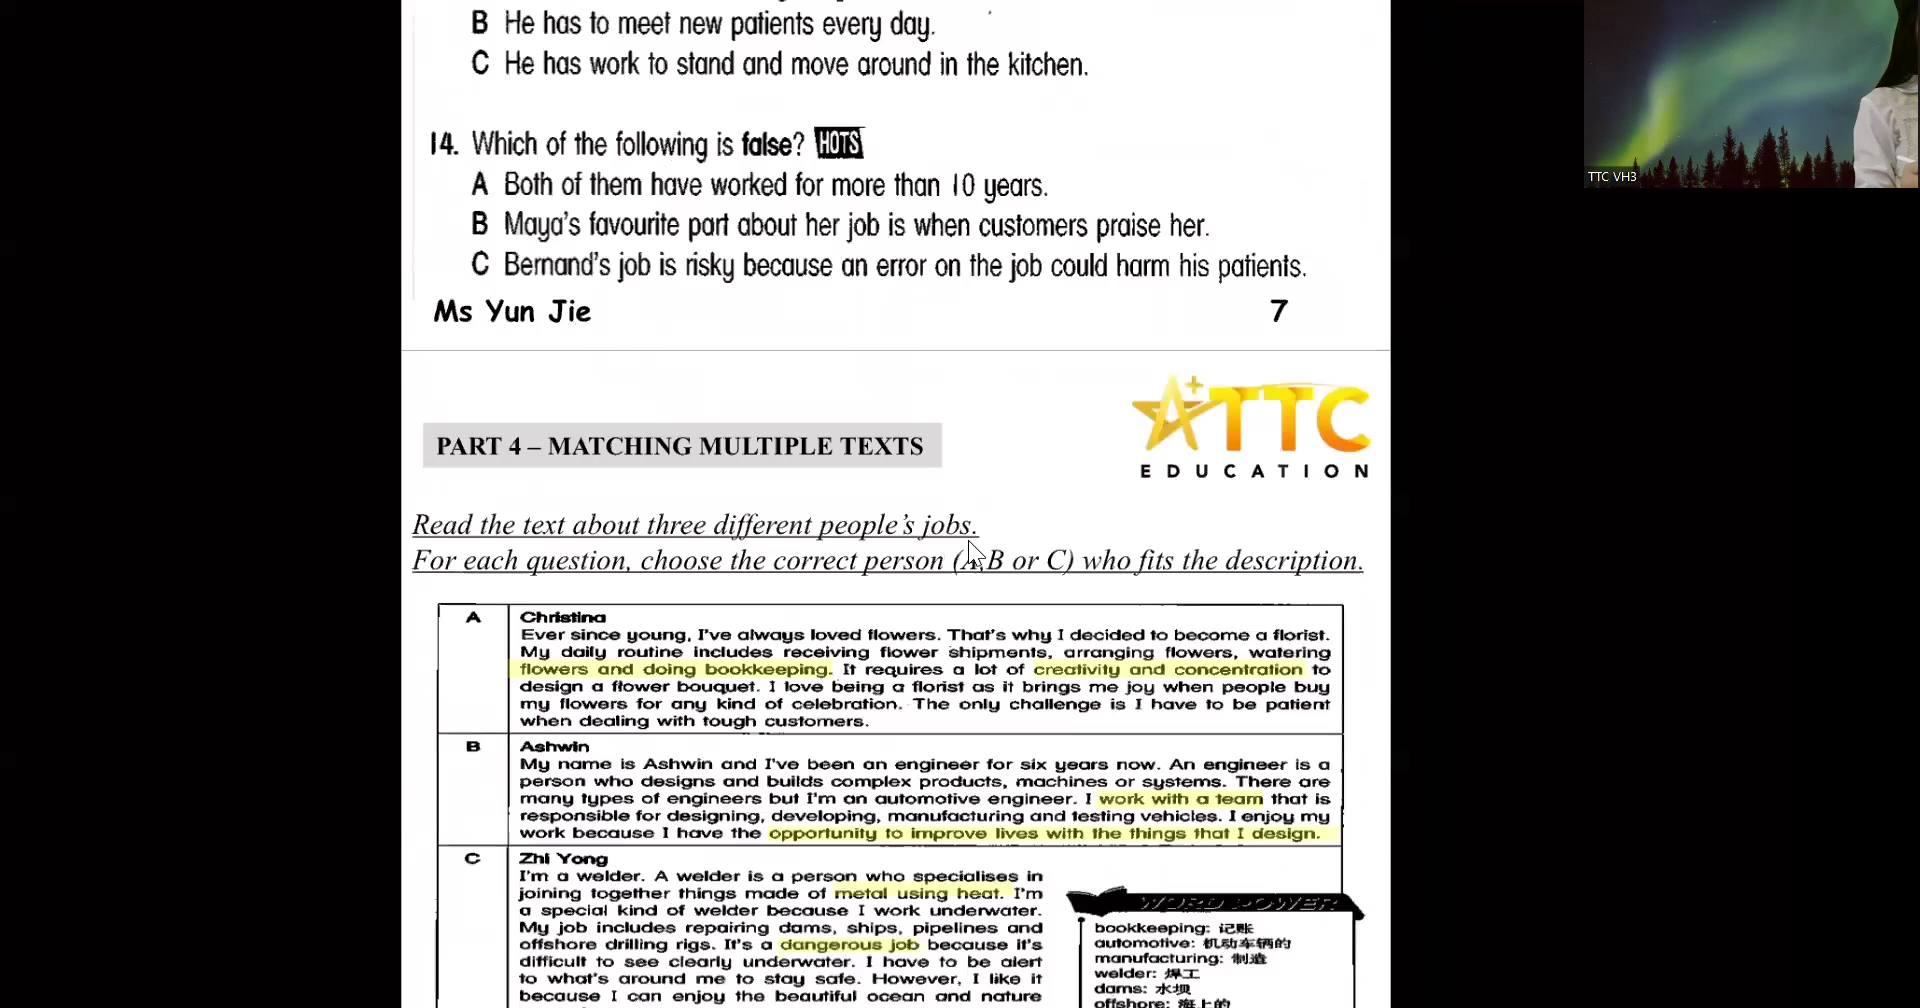 B He has to meet new patients every day.
C He has work to stand and move around in the kitchen.
14. Which of the following is false? HOTS
A Both of them have worked for more than 10 years.
B Maya's favourite part about her job is when customers praise her.
C Bernand's job is risky because an error on the job could harm his patients.
Ms Yun Jie 7
A+ TTC
EDUCATION
PART 4 – MATCHING MULTIPLE TEXTS
Read the text about three different people's jobs.
For each question, choose the correct person (A,B or C) who fits the description.
A Christina
Ever since young, I've always loved flowers. That's why I decided to become a florist.
My daily routine includes receiving flower shipments, arranging flowers, watering
flowers and doing bookkeeping. It requires a lot of creativity and concentration to
design a flower bouquet. I love being a florist as it brings me joy when people buy
my flowers for any kind of celebration. The only challenge is I have to be patient
when dealing with tough customers.
B Ashwin
My name is Ashwin and I've been an engineer for six years now. An engineer is a
person who designs and builds complex products, machines or systems. There are
many types of engineers but I'm an automotive engineer. I work with a team that is
responsible for designing, developing, manufacturing and testing vehicles. I enjoy my
work because I have the opportunity to improve lives with the things that I design.
C Zhi Yong
I'm a welder. A welder is a person who specialises in
joining together things made of metal using heat. I'm
a special kind of welder because I work underwater.
My job includes repairing dams, ships, pipelines and
offshore drilling rigs. It's a dangerous job because it's
difficult to see clearly underwater. I have to be alert
to what's around me to stay safe. However, I like it
because I can enjoy the beautiful ocean and nature
WORD POWER
bookkeeping: 记账
automotive: 机动车辆的
manufacturing: 制造
welder: 焊工
dams: 水坝
offshore: 海上的
TTC VH3